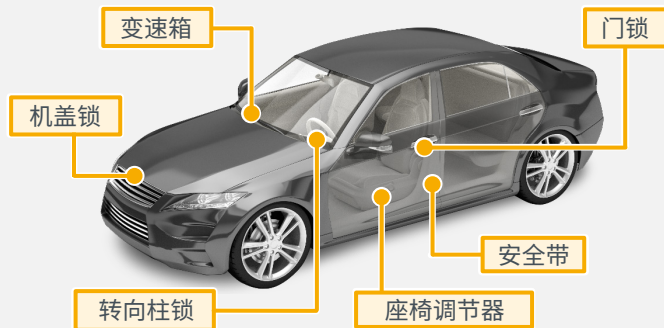 变速箱
门锁
机盖锁
安全带
转向柱锁
座椅调节器